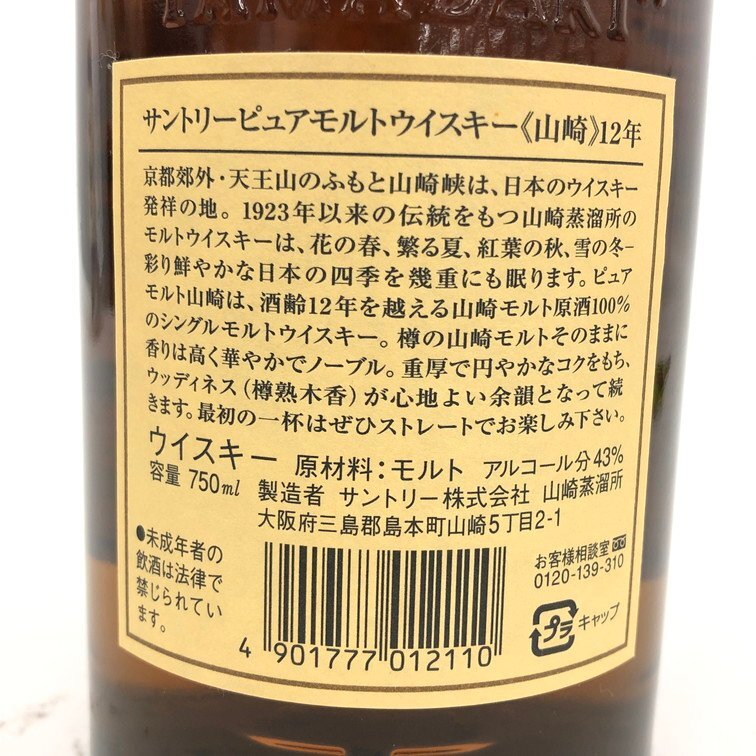 サントリーピュアモルトウイスキー《山崎》12年
京都郊外・天王山のふもと山崎峡は、日本のウイスキー
発祥の地。1923年以来の伝統をもつ山崎蒸溜所の
モルトウイスキーは、花の春、繁る夏、紅葉の秋、雪の冬−
彩り鮮やかな日本の四季を幾重にも眠ります。ピュア
モルト山崎は、酒齢12年を越える山崎モルト原酒100%
のシングルモルトウイスキー。樽の山崎モルトそのままに
香りは高く華やかでノーブル。重厚で円やかなコクをもち、
ウッディネス(樽熟木香)が心地よい余韻となって続
きます。最初の一杯はぜひストレートでお楽しみ下さい。
ウイスキー 原材料:モルト アルコール分43%
容量 750ml 製造者 サントリー株式会社 山崎蒸溜所
大阪府三島郡島本町山崎5丁目2-1
●未成年者の
飲酒は法律で
禁じられてい
ます。
お客様相談室
0120-139-310
プラ キャップ
4 901777 012110